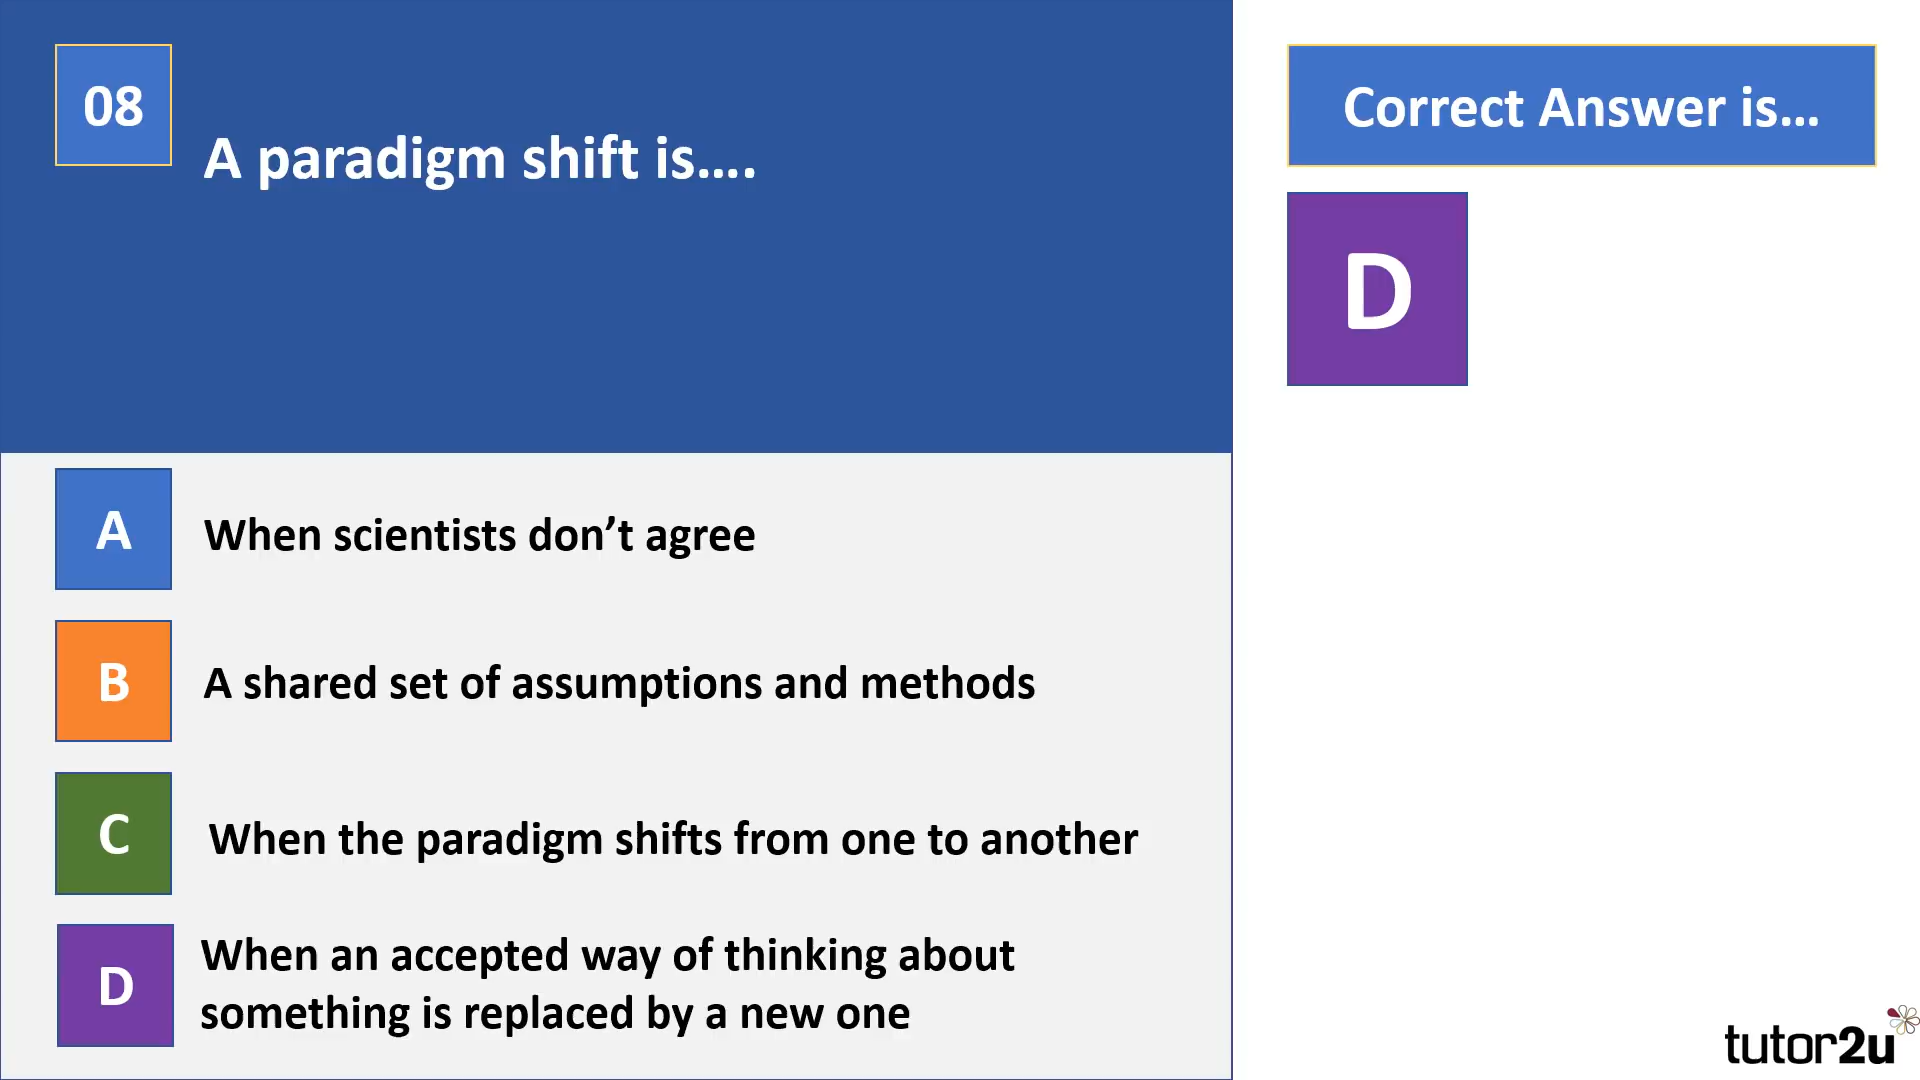 08
A paradigm shift is....
A
When scientists don’t agree
B
A shared set of assumptions and methods
C
When the paradigm shifts from one to another
D
When an accepted way of thinking about
something is replaced by a new one
Correct Answer is...
D
tutor2u